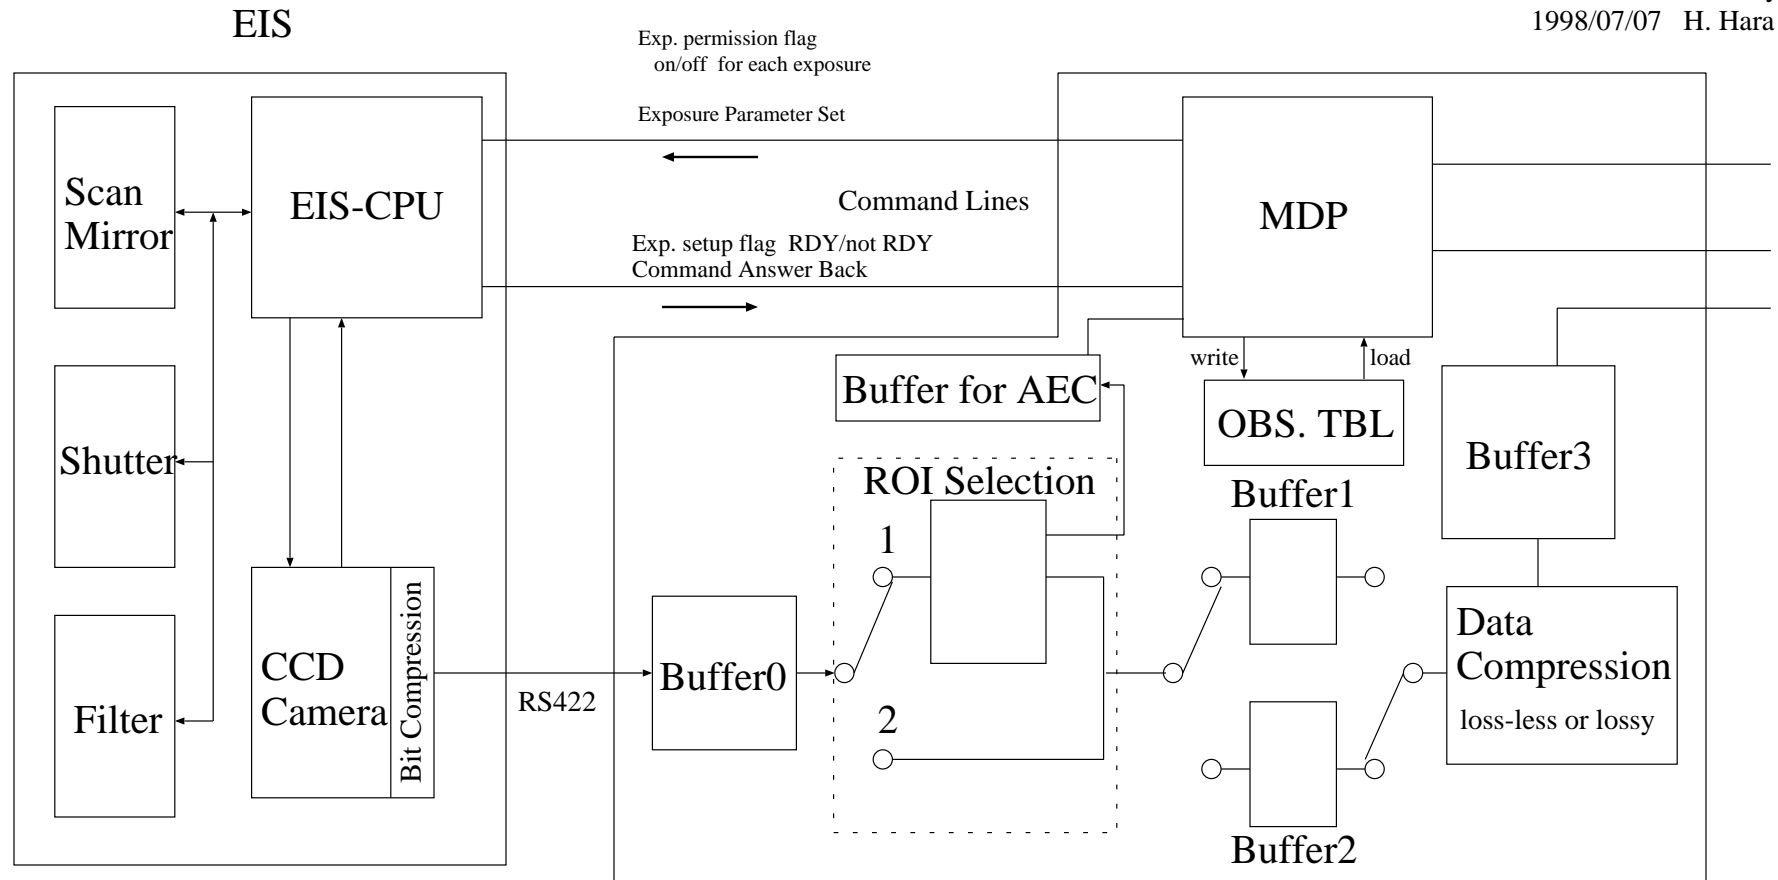 EIS
1998/07/07 H. Hara
Exp. permission flag
on/off for each exposure
Exposure Parameter Set
Scan
Mirror
EIS-CPU
Command Lines
MDP
Exp. setup flag RDY/not RDY
Command Answer Back
write
load
Buffer for AEC
OBS. TBL
Shutter
Buffer3
ROI Selection
Buffer1
1
CCD
Camera
Bit Compression
Filter
RS422
Buffer0
2
Data
Compression
loss-less or lossy
Buffer2